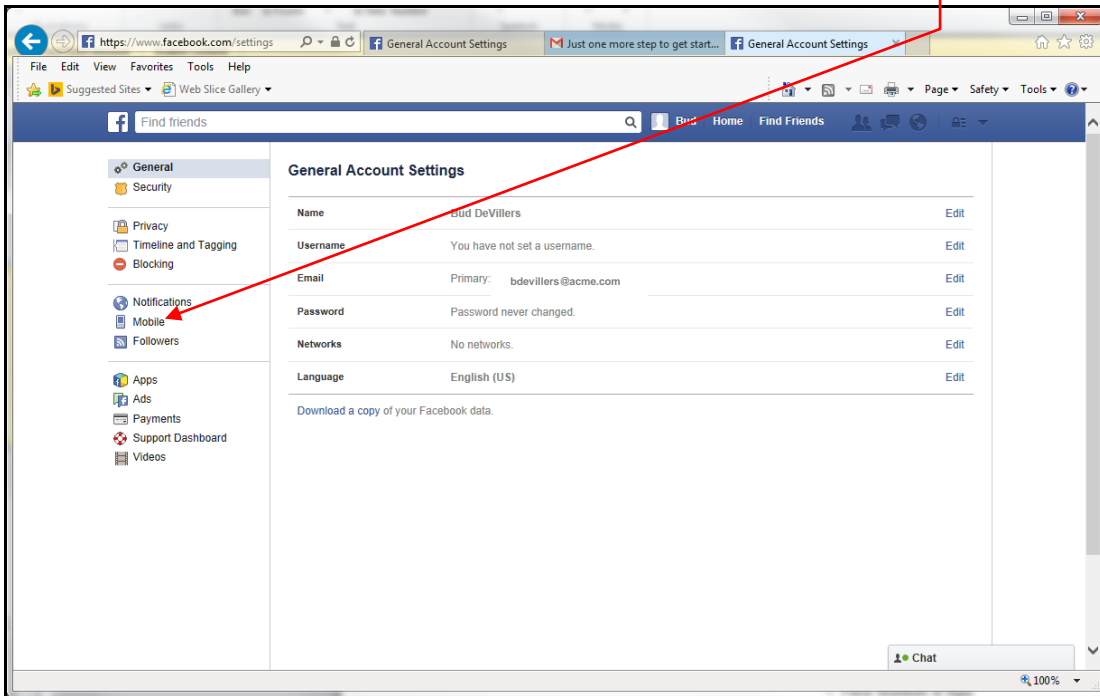 https://www.facebook.com/settings
General Account Settings
Just one more step to get start...
General Account Settings
File Edit View Favorites Tools Help
Suggested Sites Web Slice Gallery
Page Safety Tools
Find friends
Bud Home Find Friends
General
Security
Privacy
Timeline and Tagging
Blocking
Notifications
Mobile
Followers
Apps
Ads
Payments
Support Dashboard
Videos
General Account Settings
Name Bud DeVillers Edit
Username You have not set a username. Edit
Email Primary: bdevillers@acme.com Edit
Password Password never changed. Edit
Networks No networks. Edit
Language English (US) Edit
Download a copy of your Facebook data.
Chat
100%